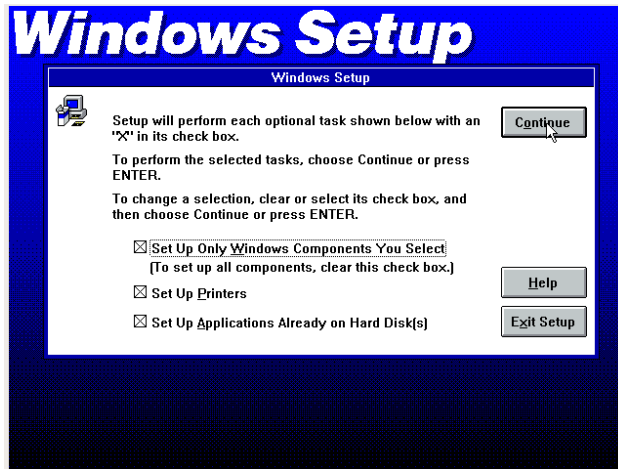 Windows Setup
Windows Setup
Setup will perform each optional task shown below with an
"X" in its check box.
Continue
To perform the selected tasks, choose Continue or press
ENTER.
To change a selection, clear or select its check box, and
then choose Continue or press ENTER.
Set Up Only Windows Components You Select
(To set up all components, clear this check box.)
Help
Set Up Printers
Set Up Applications Already on Hard Disk(s)
Exit Setup